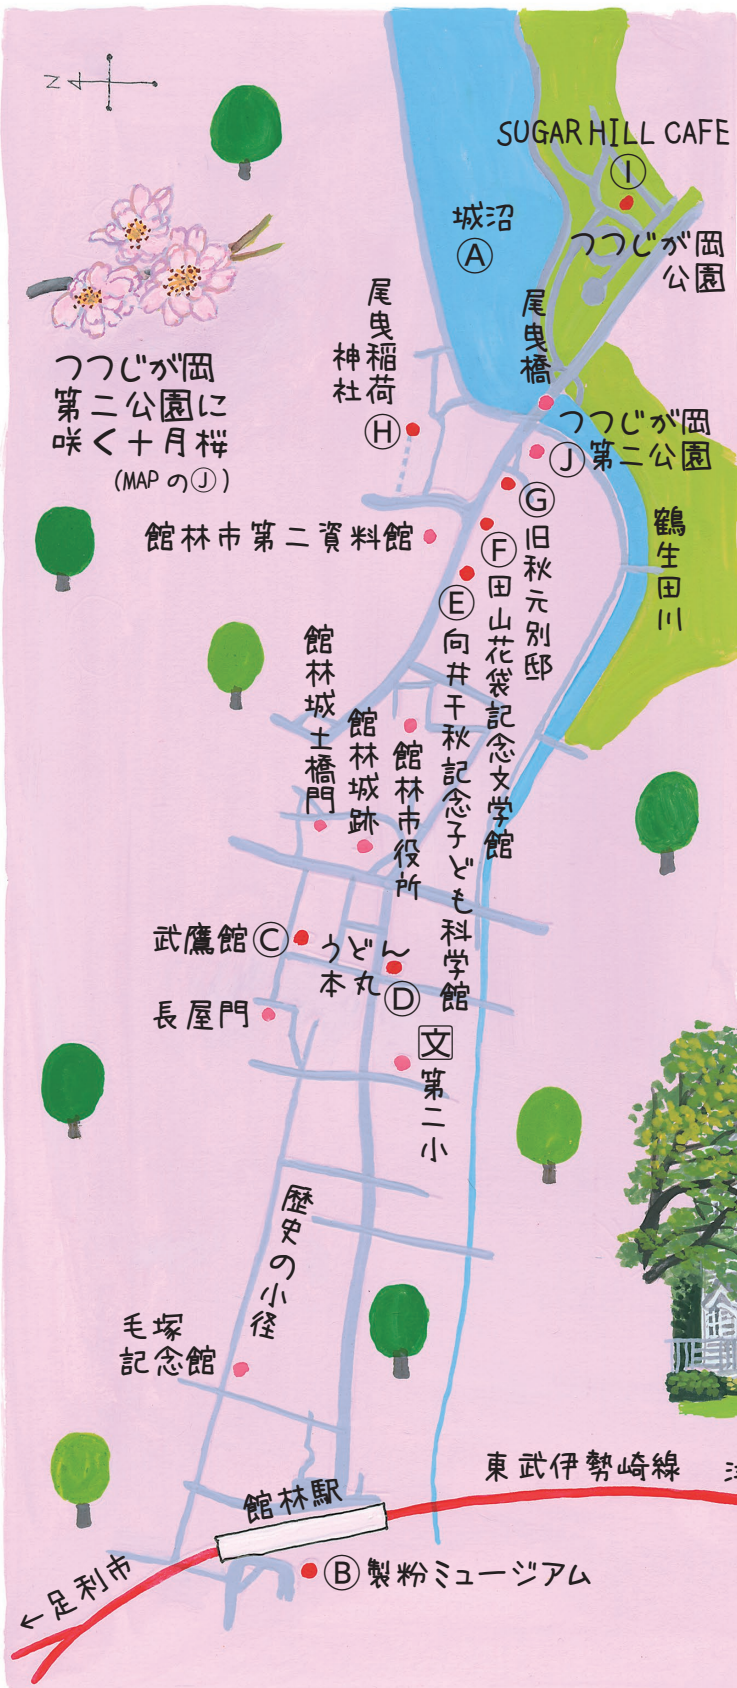 N
SUGAR HILL CAFE
Ⓘ
城沼
Ⓐ
つつじが岡
公園
尾曳稲荷
神社
Ⓗ
尾曳橋
つつじが岡
第二公園に
咲く十月桜
(MAP のⒿ)
つつじが岡
Ⓙ第二公園
館林市第二資料館
Ⓖ旧秋元別邸
Ⓕ田山花袋記念文学館
Ⓔ向井千秋記念子ども科学館
鶴生田川
館林城土橋門
館林城跡
館林市役所
武鷹館Ⓒ
うどん
本丸Ⓓ
長屋門
文
第二小
歴史の小径
毛塚
記念館
東武伊勢崎線
館林駅
←足利市
Ⓑ製粉ミュージアム